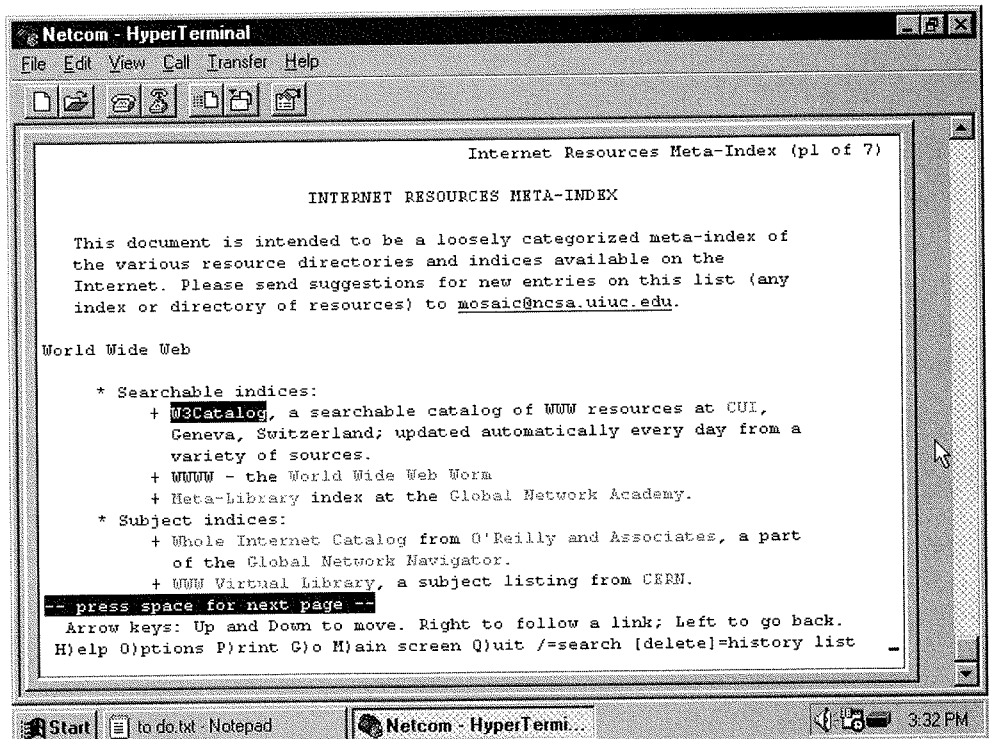 Netcom - HyperTerminal
File Edit View Call Transfer Help
Internet Resources Meta-Index (p1 of 7)
INTERNET RESOURCES META-INDEX
This document is intended to be a loosely categorized meta-index of
the various resource directories and indices available on the
Internet. Please send suggestions for new entries on this list (any
index or directory of resources) to mosaic@ncsa.uiuc.edu.
World Wide Web
* Searchable indices:
+ W3Catalog, a searchable catalog of WWW resources at CUI,
Geneva, Switzerland; updated automatically every day from a
variety of sources.
+ WWWW - the World Wide Web Worm
+ Meta-Library index at the Global Network Academy.
* Subject indices:
+ Whole Internet Catalog from O'Reilly and Associates, a part
of the Global Network Navigator.
+ WWW Virtual Library, a subject listing from CERN.
-- press space for next page --
Arrow keys: Up and Down to move. Right to follow a link; Left to go back.
H)elp O)ptions P)rint G)o M)ain screen Q)uit /=search [delete]=history list
Start to do.txt - Notepad Netcom - HyperTermi... 3:32 PM